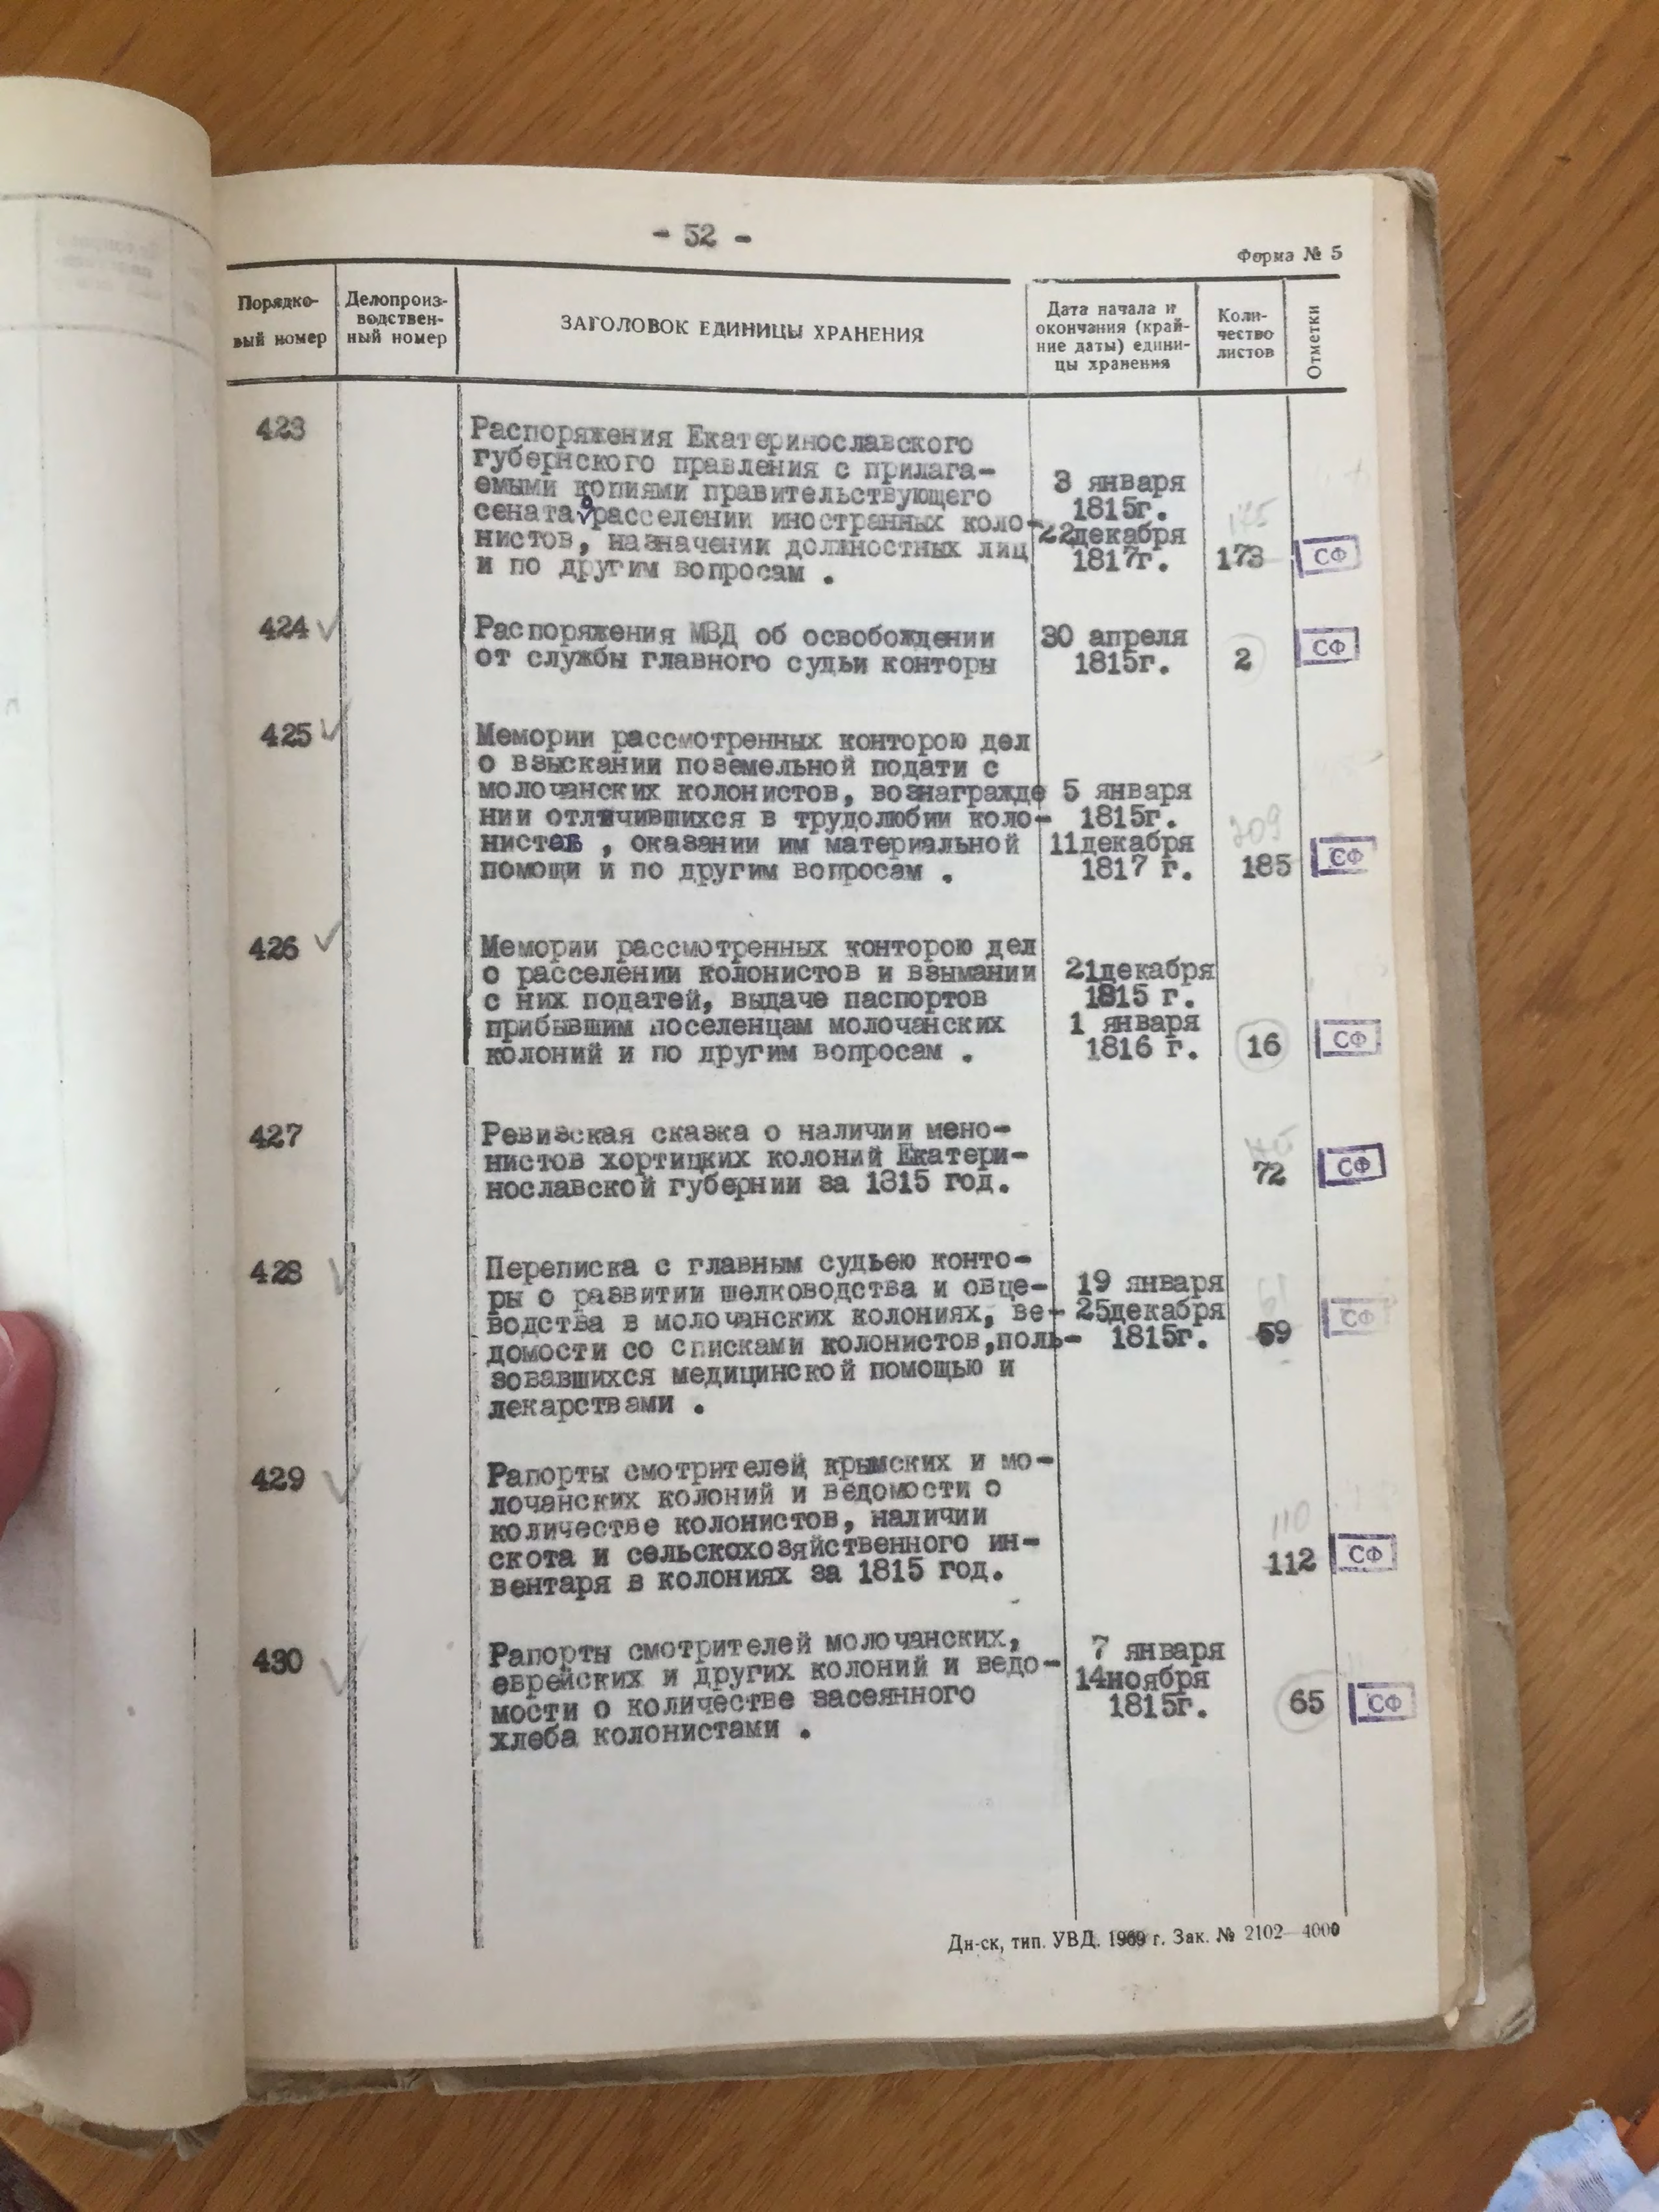 - 52 -
Форма № 5
Порядко-
вый номер
Делопроиз-
водствен-
ный номер
ЗАГОЛОВОК ЕДИНИЦЫ ХРАНЕНИЯ
Дата начала и
окончания (край-
ние даты) едини-
цы хранения
Коли-
чество
листов
Отметки
423
Распоряжения Екатеринославского
губернского правления с прилага-
емыми копиями правительствующего
сената о расселении иностранных коло-
нистов, назначении должностных лиц
и по другим вопросам .
3 января
1815г.
22декабря
1817г.
175
173
СФ
424
Распоряжения МВД об освобождении
от службы главного судьи конторы
30 апреля
1815г.
2
СФ
425
Мемории рассмотренных конторою дел
о взыскании поземельной подати с
молочанских колонистов, вознагражде
нии отличившихся в трудолюбии коло-
нистов , оказании им материальной
помощи и по другим вопросам .
5 января
1815г.
11декабря
1817 г.
209
185
СФ
426
Мемории рассмотренных конторою дел
о расселении колонистов и взымании
с них податей, выдаче паспортов
прибывшим поселенцам молочанских
колоний и по другим вопросам .
21декабря
1815 г.
1 января
1816 г.
16
СФ
427
Ревизская сказка о наличии мено-
нистов хортицких колоний Екатери-
нославской губернии за 1815 год.
72
СФ
428
Переписка с главным судьею конто-
ры о развитии шелководства и овце-
водства в молочанских колониях, ве-
домости со списками колонистов,поль-
зовавшихся медицинской помощью и
лекарствами .
19 января
25декабря
1815г.
61
59
СФ
429
Рапорты смотрителей крымских и мо-
лочанских колоний и ведомости о
количестве колонистов, наличии
скота и сельскохозяйственного ин-
вентаря в колониях за 1815 год.
110
112
СФ
430
Рапорты смотрителей молочанских,
еврейских и других колоний и ведо-
мости о количестве засеянного
хлеба колонистами .
7 января
14ноября
1815г.
65
СФ
Дн-ск, тип. УВД. 1969 г. Зак. № 2102—4000